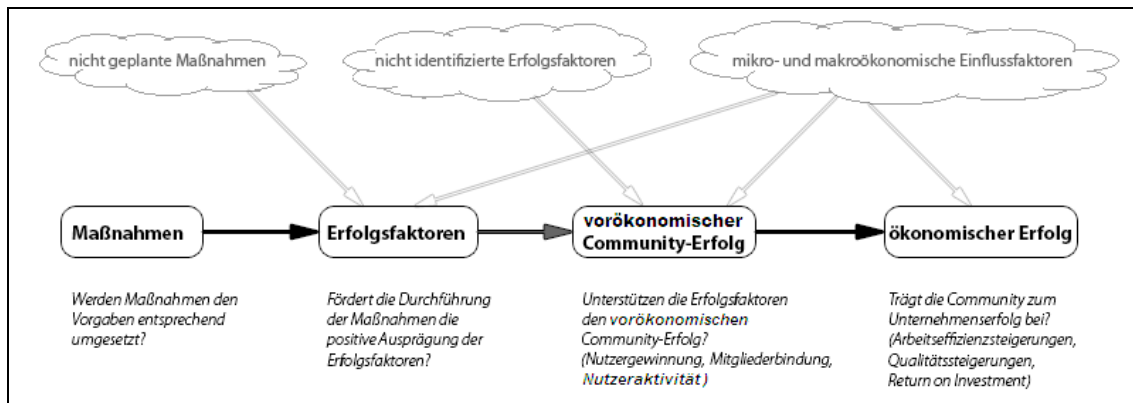 nicht geplante Maßnahmen
nicht identifizierte Erfolgsfaktoren
mikro- und makroökonomische Einflussfaktoren
Maßnahmen
Erfolgsfaktoren
vorökonomischer
Community-Erfolg
ökonomischer Erfolg
Werden Maßnahmen den
Vorgaben entsprechend
umgesetzt?
Fördert die Durchführung
der Maßnahmen die
positive Ausprägung der
Erfolgsfaktoren?
Unterstützen die Erfolgsfaktoren
den vorökonomischen
Community-Erfolg?
(Nutzergewinnung, Mitgliederbindung,
Nutzeraktivität)
Trägt die Community zum
Unternehmenserfolg bei?
(Arbeitseffizienzsteigerungen,
Qualitätssteigerungen,
Return on Investment)